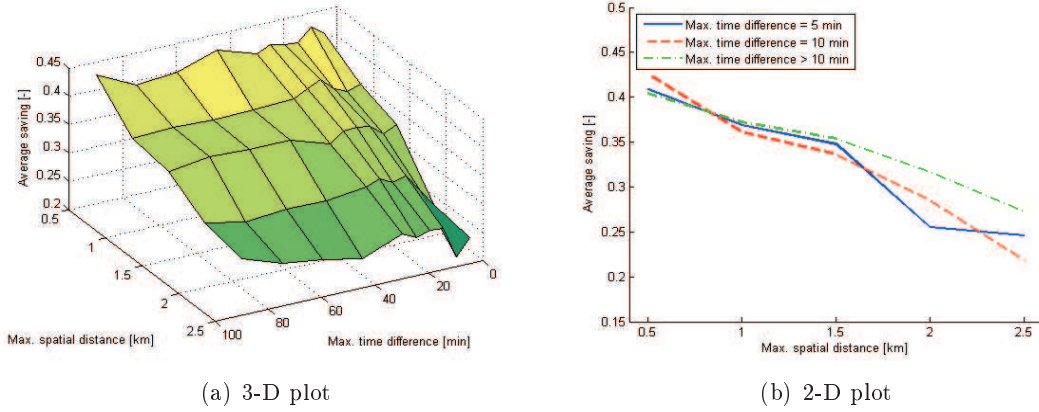 0.45
0.4
0.35
0.3
0.25
0.2
Average saving [-]
0.5
1
1.5
2
2.5
Max. spatial distance [km]
100
80
60
40
20
0
Max. time difference [min]
(a) 3-D plot
0.5
0.45
0.4
0.35
0.3
0.25
0.2
0.15
Average saving [-]
Max. time difference = 5 min
Max. time difference = 10 min
Max. time difference > 10 min
0.5 1 1.5 2 2.5
Max. spatial distance [km]
(b) 2-D plot